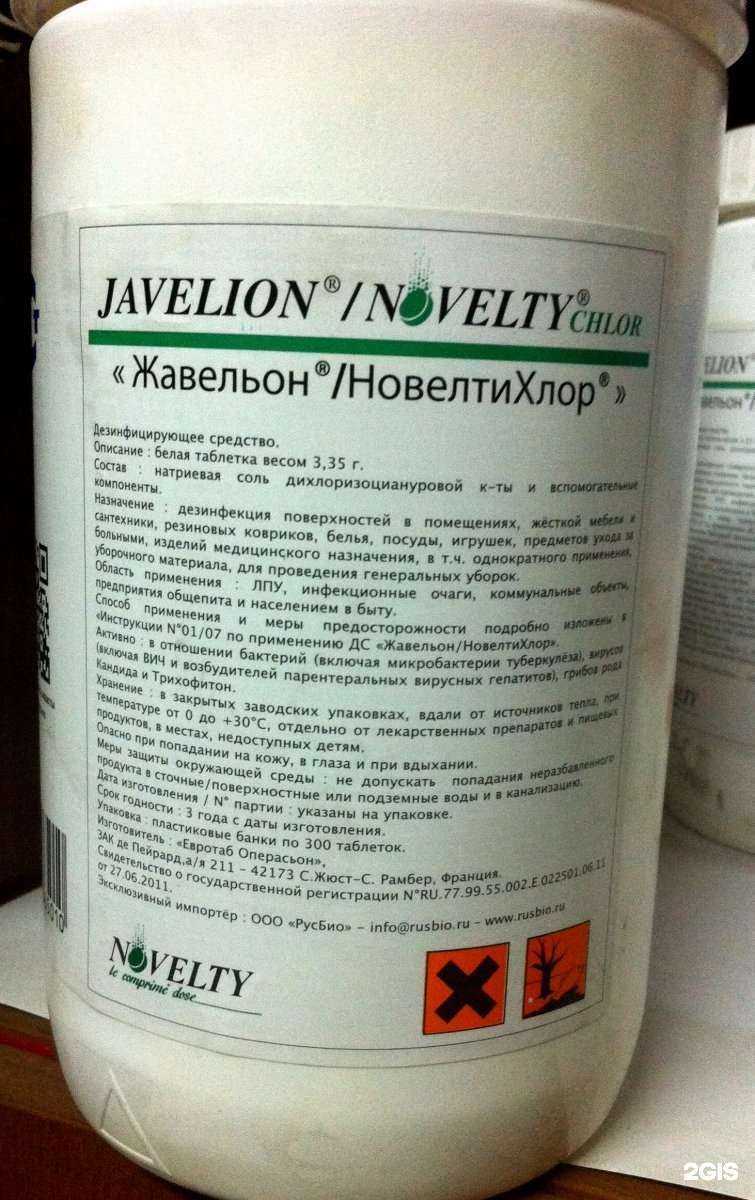 JAVELION®/NOVELTY®CHLOR
«Жавельон®/НовелтиХлор®»
Дезинфицирующее средство.
Описание : белая таблетка весом 3,35 г.
Состав : натриевая соль дихлоризоциануровой к-ты и вспомогательные
компоненты.
Назначение : дезинфекция поверхностей в помещениях, жёсткой мебели и
сантехники, резиновых ковриков, белья, посуды, игрушек, предметов ухода за
больными, изделий медицинского назначения, в т.ч. однократного применения,
уборочного материала, для проведения генеральных уборок.
Область применения : ЛПУ, инфекционные очаги, коммунальные объекты,
предприятия общепита и населением в быту.
Способ применения и меры предосторожности подробно изложены в
«Инструкции N°01/07 по применению ДС «Жавельон/НовелтиХлор».
Активно : в отношении бактерий (включая микробактерии туберкулёза), вирусов
(включая ВИЧ и возбудителей парентеральных вирусных гепатитов), грибов рода
Кандида и Трихофитон.
Хранение : в закрытых заводских упаковках, вдали от источников тепла, при
температуре от 0 до +30°С, отдельно от лекарственных препаратов и пищевых
продуктов, в местах, недоступных детям.
Опасно при попадании на кожу, в глаза и при вдыхании.
Меры защиты окружающей среды : не допускать попадания неразбавленного
продукта в сточные/поверхностные или подземные воды и в канализацию.
Дата изготовления / N° партии : указаны на упаковке.
Срок годности : 3 года с даты изготовления.
Упаковка : пластиковые банки по 300 таблеток.
Изготовитель : «Евротаб Операсьон»,
ЗАК де Пейрард,а/я 211 – 42173 С.Жюст-С. Рамбер, Франция.
Свидетельство о государственной регистрации N°RU.77.99.55.002.E.022501.06.11
от 27.06.2011.
Эксклюзивный импортёр : ООО «РусБио» – info@rusbio.ru – www.rusbio.ru
NOVELTY
le comprimé dose
2GIS